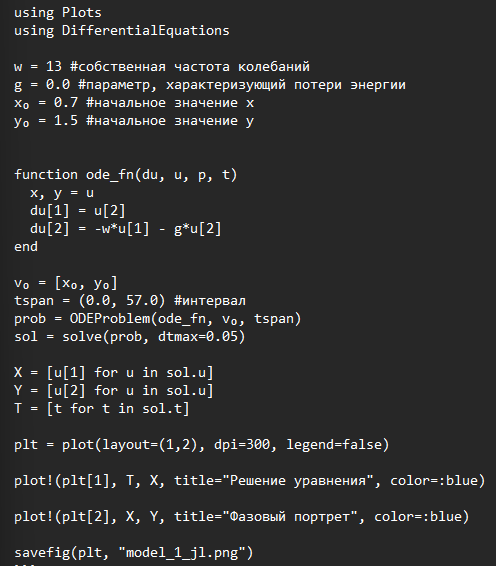 using Plots
using DifferentialEquations
w = 13 #собственная частота колебаний
g = 0.0 #параметр, характеризующий потери энергии
x₀ = 0.7 #начальное значение x
y₀ = 1.5 #начальное значение y
function ode_fn(du, u, p, t)
  x, y = u
  du[1] = u[2]
  du[2] = -w*u[1] - g*u[2]
end
v₀ = [x₀, y₀]
tspan = (0.0, 57.0) #интервал
prob = ODEProblem(ode_fn, v₀, tspan)
sol = solve(prob, dtmax=0.05)
X = [u[1] for u in sol.u]
Y = [u[2] for u in sol.u]
T = [t for t in sol.t]
plt = plot(layout=(1,2), dpi=300, legend=false)
plot!(plt[1], T, X, title="Решение уравнения", color=:blue)
plot!(plt[2], X, Y, title="Фазовый портрет", color=:blue)
savefig(plt, "model_1_jl.png")